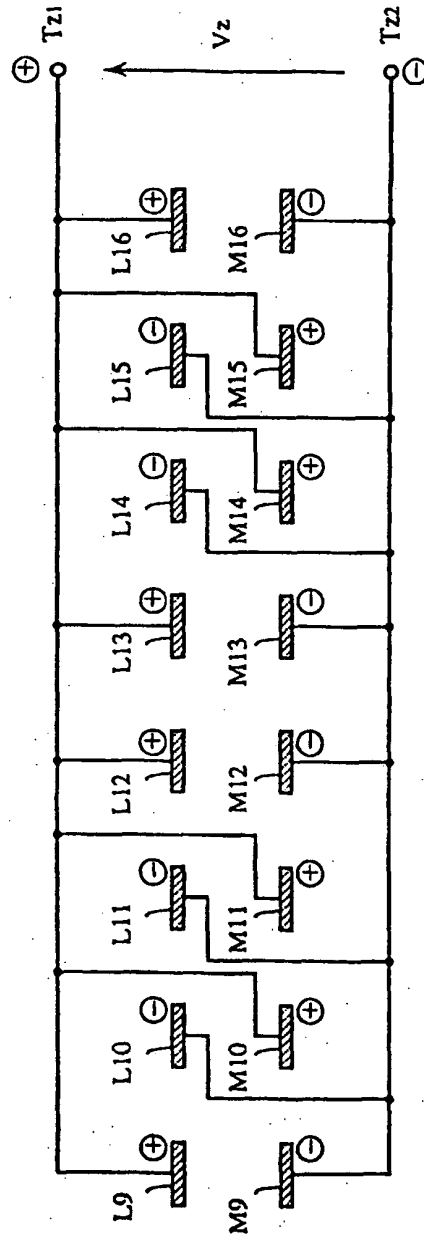 ⊕ Tz1
Vz
⊖ Tz2
L9 ⊕
L10 ⊖
L11 ⊖
L12 ⊕
L13 ⊕
L14 ⊖
L15 ⊖
L16 ⊕
M9 ⊖
M10 ⊕
M11 ⊕
M12 ⊖
M13 ⊖
M14 ⊕
M15 ⊕
M16 ⊖